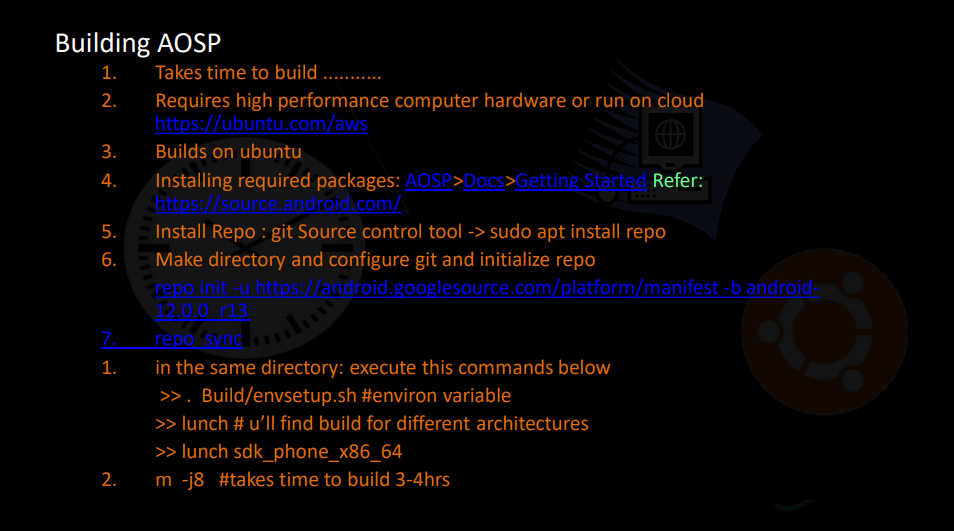 Building AOSP
1. Takes time to build ...........
2. Requires high performance computer hardware or run on cloud
https://ubuntu.com/aws
3. Builds on ubuntu
4. Installing required packages: AOSP>Docs>Getting Started Refer:
https://source.android.com/
5. Install Repo : git Source control tool -> sudo apt install repo
6. Make directory and configure git and initialize repo
repo init -u https://android.googlesource.com/platform/manifest -b android-
12.0.0_r13
7. repo sync
1. in the same directory: execute this commands below
>> . Build/envsetup.sh #environ variable
>> lunch # u’ll find build for different architectures
>> lunch sdk_phone_x86_64
2. m -j8 #takes time to build 3-4hrs